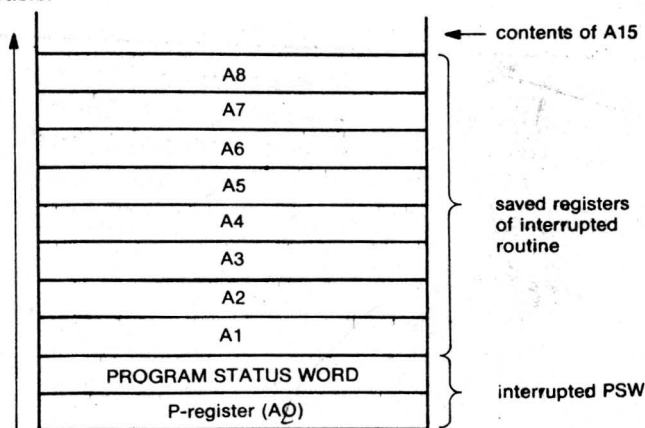 contents of A15
A8
A7
A6
A5
A4
A3
A2
A1
saved registers
of interrupted
routine
PROGRAM STATUS WORD
P-register (A0)
interrupted PSW